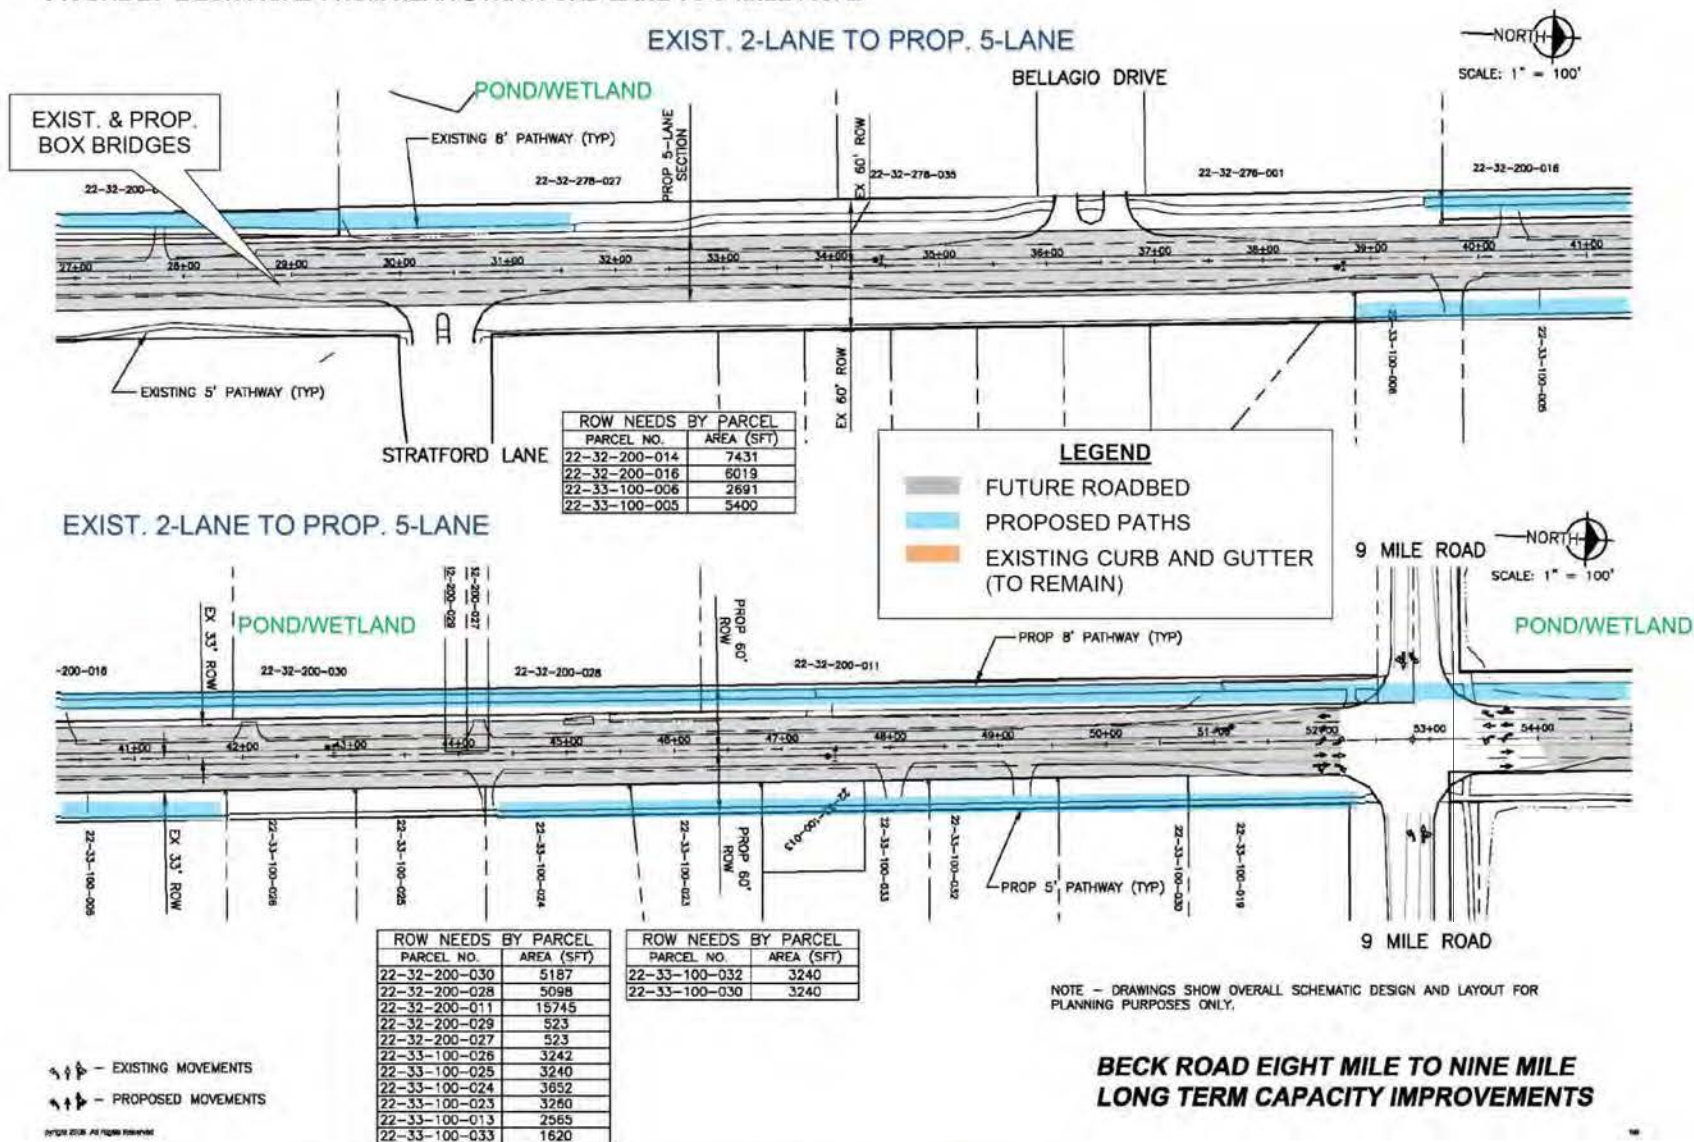 EXIST. 2-LANE TO PROP. 5-LANE
NORTH
SCALE: 1" = 100'
BELLAGIO DRIVE
POND/WETLAND
EXIST. & PROP.
BOX BRIDGES
EXISTING 8' PATHWAY (TYP)
PROP 5-LANE
SECTION
EX 60' ROW
22-32-278-027
22-32-278-035
22-32-276-001
22-32-200-016
27+00
28+00
29+00
30+00
31+00
32+00
33+00
34+00
35+00
36+00
37+00
38+00
39+00
40+00
41+00
EXISTING 5' PATHWAY (TYP)
EX 60' ROW
22-33-100-006
22-33-100-005
STRATFORD LANE
ROW NEEDS BY PARCEL
PARCEL NO. AREA (SFT)
22-32-200-014 7431
22-32-200-016 6019
22-33-100-006 2691
22-33-100-005 5400
LEGEND
FUTURE ROADBED
PROPOSED PATHS
EXISTING CURB AND GUTTER
(TO REMAIN)
EXIST. 2-LANE TO PROP. 5-LANE
9 MILE ROAD
NORTH
SCALE: 1" = 100'
POND/WETLAND
POND/WETLAND
EX 33' ROW
PROP 60'
ROW
PROP 8' PATHWAY (TYP)
-200-016
22-32-200-030
22-32-200-028
22-32-200-011
41+00
42+00
43+00
44+00
45+00
46+00
47+00
48+00
49+00
50+00
51+00
52+00
53+00
54+00
22-33-100-005
EX 33' ROW
22-33-100-026
22-33-100-025
22-33-100-024
22-33-100-023
PROP 60'
ROW
22-33-100-013
22-33-100-033
22-33-100-032
PROP 5' PATHWAY (TYP)
22-33-100-030
22-33-100-019
9 MILE ROAD
ROW NEEDS BY PARCEL
PARCEL NO. AREA (SFT)
22-32-200-030 5187
22-32-200-028 5098
22-32-200-011 15745
22-32-200-029 523
22-32-200-027 523
22-33-100-026 3242
22-33-100-025 3240
22-33-100-024 3652
22-33-100-023 3260
22-33-100-013 2565
22-33-100-033 1620
ROW NEEDS BY PARCEL
PARCEL NO. AREA (SFT)
22-33-100-032 3240
22-33-100-030 3240
NOTE - DRAWINGS SHOW OVERALL SCHEMATIC DESIGN AND LAYOUT FOR
PLANNING PURPOSES ONLY.
- EXISTING MOVEMENTS
- PROPOSED MOVEMENTS
BECK ROAD EIGHT MILE TO NINE MILE
LONG TERM CAPACITY IMPROVEMENTS